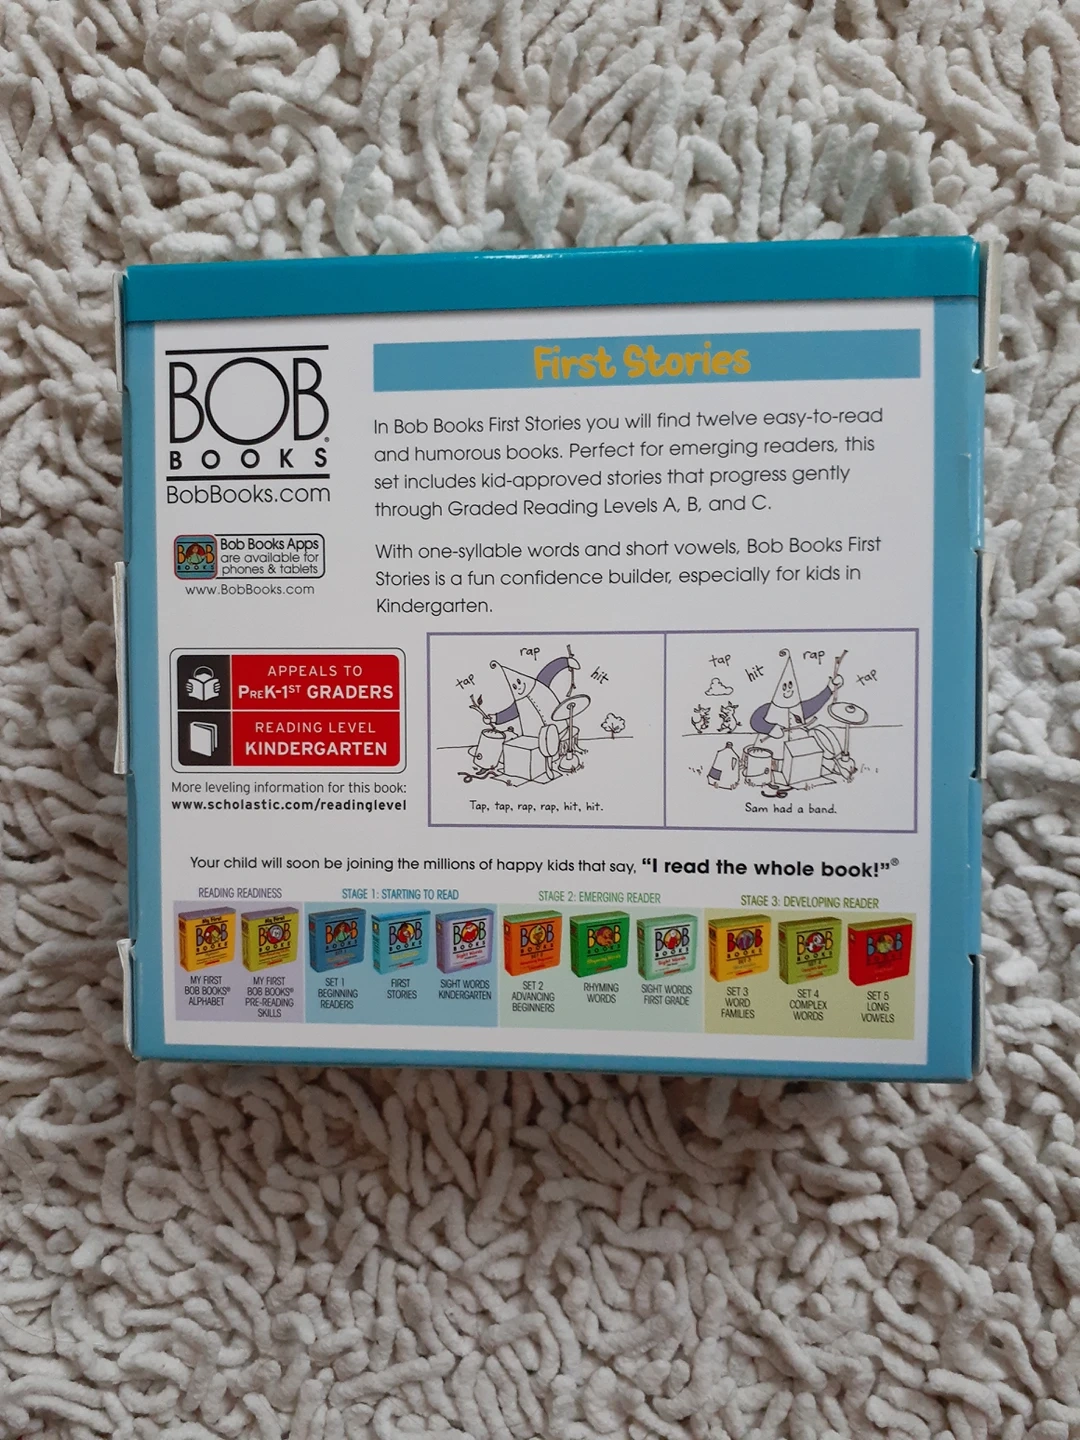 BOB
BOOKS
BobBooks.com
Bob Books Apps
are available for
phones & tablets
www.BobBooks.com
First Stories
In Bob Books First Stories you will find twelve easy-to-read
and humorous books. Perfect for emerging readers, this
set includes kid-approved stories that progress gently
through Graded Reading Levels A, B, and C.
With one-syllable words and short vowels, Bob Books First
Stories is a fun confidence builder, especially for kids in
Kindergarten.
APPEALS TO
PREK-1ST GRADERS
READING LEVEL
KINDERGARTEN
More leveling information for this book:
www.scholastic.com/readinglevel
tap
rap
hit
Tap, tap, rap, rap, hit, hit.
tap
hit
rap
tap
Sam had a band.
Your child will soon be joining the millions of happy kids that say, "I read the whole book!"®
READING READINESS
MY FIRST
BOB BOOKS®
ALPHABET
MY FIRST
BOB BOOKS®
PRE-READING
SKILLS
STAGE 1: STARTING TO READ
SET 1
BEGINNING
READERS
FIRST
STORIES
SIGHT WORDS
KINDERGARTEN
STAGE 2: EMERGING READER
SET 2
ADVANCING
BEGINNERS
RHYMING
WORDS
SIGHT WORDS
FIRST GRADE
STAGE 3: DEVELOPING READER
SET 3
WORD
FAMILIES
SET 4
COMPLEX
WORDS
SET 5
LONG
VOWELS